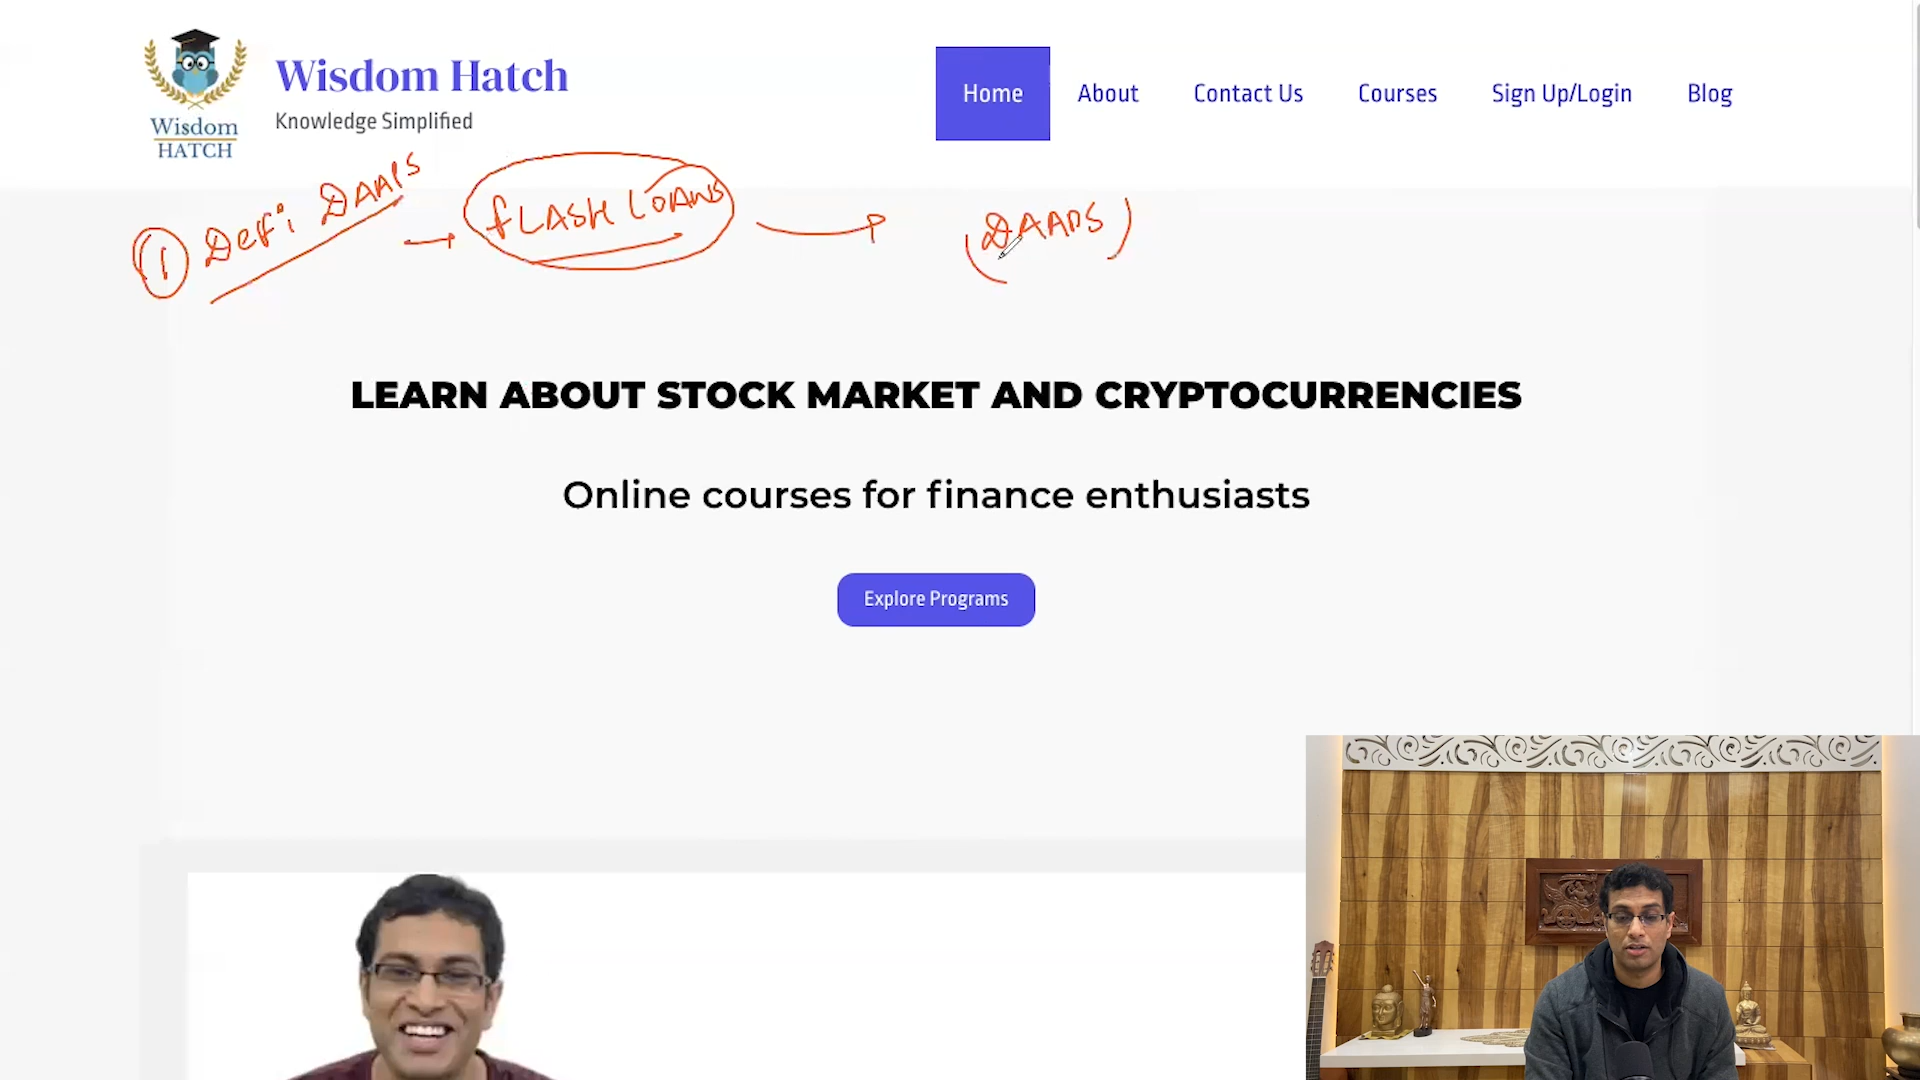 Wisdom
HATCH
Wisdom Hatch
Knowledge Simplified
Home
About
Contact Us
Courses
Sign Up/Login
Blog
① Defi DAAPS → fLASH LOANS → (DAAPS)
LEARN ABOUT STOCK MARKET AND CRYPTOCURRENCIES
Online courses for finance enthusiasts
Explore Programs